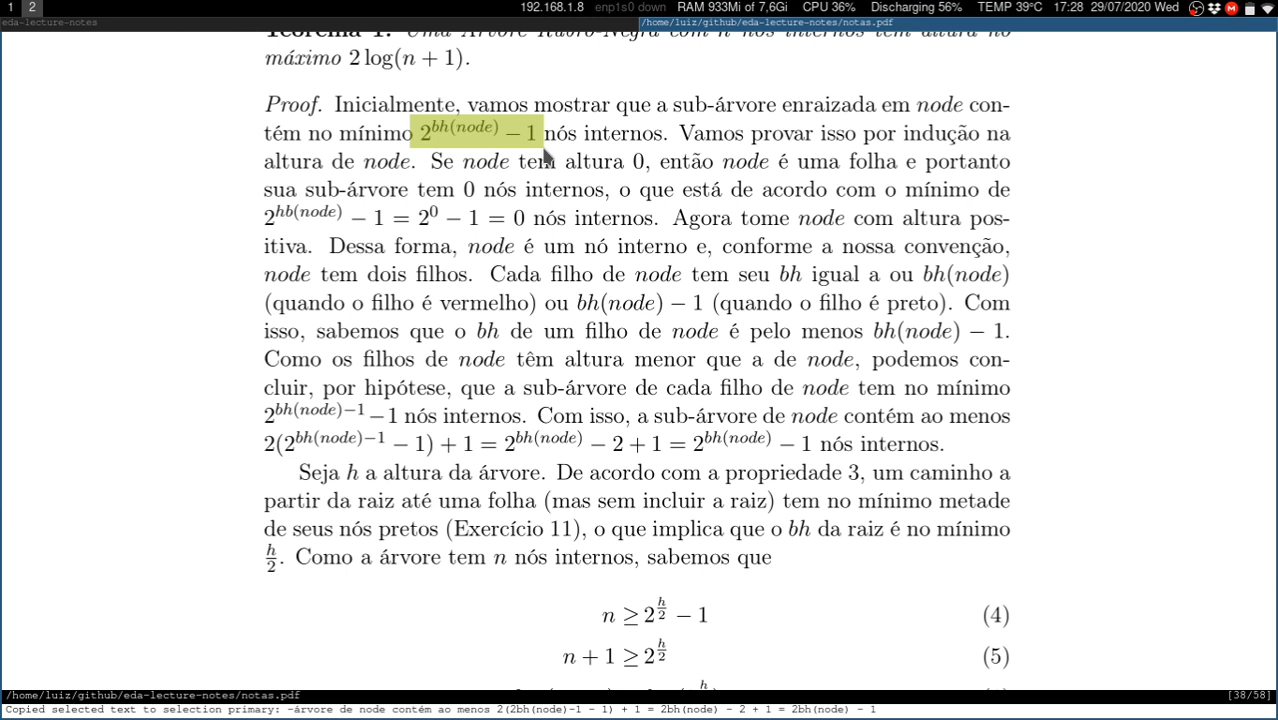 1 2 192.168.1.8 enp1s0 down RAM 933Mi of 7,6Gi CPU 36% Discharging 56% TEMP 39°C 17:28 29/07/2020 Wed
eda-lecture-notes /home/luiz/github/eda-lecture-notes/notas.pdf
Teorema 1. Uma Árvore Rubro-Negra com n nós internos tem altura no
máximo 2 log(n + 1).
Proof. Inicialmente, vamos mostrar que a sub-árvore enraizada em node con-
tém no mínimo 2^{bh(node)} − 1 nós internos. Vamos provar isso por indução na
altura de node. Se node tem altura 0, então node é uma folha e portanto
sua sub-árvore tem 0 nós internos, o que está de acordo com o mínimo de
2^{hb(node)} − 1 = 2^0 − 1 = 0 nós internos. Agora tome node com altura pos-
itiva. Dessa forma, node é um nó interno e, conforme a nossa convenção,
node tem dois filhos. Cada filho de node tem seu bh igual a ou bh(node)
(quando o filho é vermelho) ou bh(node) − 1 (quando o filho é preto). Com
isso, sabemos que o bh de um filho de node é pelo menos bh(node) − 1.
Como os filhos de node têm altura menor que a de node, podemos con-
cluir, por hipótese, que a sub-árvore de cada filho de node tem no mínimo
2^{bh(node)−1} − 1 nós internos. Com isso, a sub-árvore de node contém ao menos
2(2^{bh(node)−1} − 1) + 1 = 2^{bh(node)} − 2 + 1 = 2^{bh(node)} − 1 nós internos.
Seja h a altura da árvore. De acordo com a propriedade 3, um caminho a
partir da raiz até uma folha (mas sem incluir a raiz) tem no mínimo metade
de seus nós pretos (Exercício 11), o que implica que o bh da raiz é no mínimo
h/2. Como a árvore tem n nós internos, sabemos que
n ≥ 2^{h/2} − 1 (4)
n + 1 ≥ 2^{h/2} (5)
/home/luiz/github/eda-lecture-notes/notas.pdf [38/58]
Copied selected text to selection primary: -árvore de node contém ao menos 2(2bh(node)-1 - 1) + 1 = 2bh(node) - 2 + 1 = 2bh(node) - 1